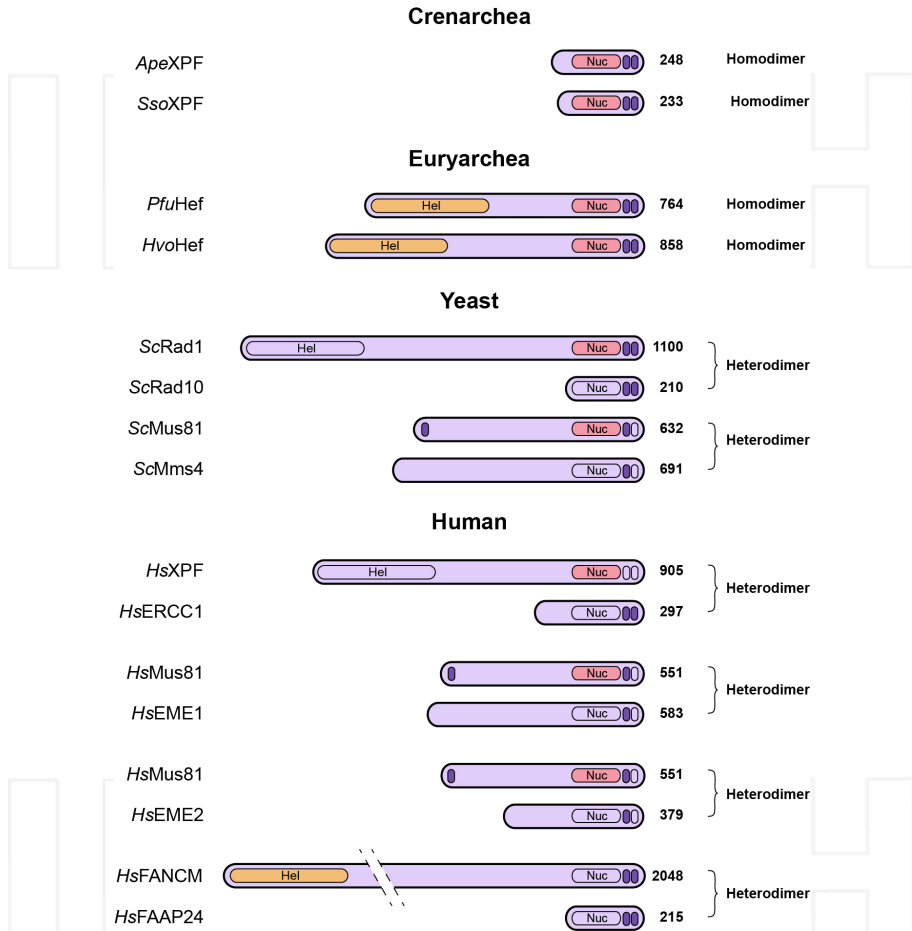 Crenarchea
ApeXPF Nuc 248 Homodimer
SsoXPF Nuc 233 Homodimer
Euryarchea
PfuHef Hel Nuc 764 Homodimer
HvoHef Hel Nuc 858 Homodimer
Yeast
ScRad1 Hel Nuc 1100
Heterodimer
ScRad10 Nuc 210
ScMus81 Nuc 632
Heterodimer
ScMms4 Nuc 691
Human
HsXPF Hel Nuc 905
Heterodimer
HsERCC1 Nuc 297
HsMus81 Nuc 551
Heterodimer
HsEME1 Nuc 583
HsMus81 Nuc 551
Heterodimer
HsEME2 Nuc 379
HsFANCM Hel Nuc 2048
Heterodimer
HsFAAP24 Nuc 215